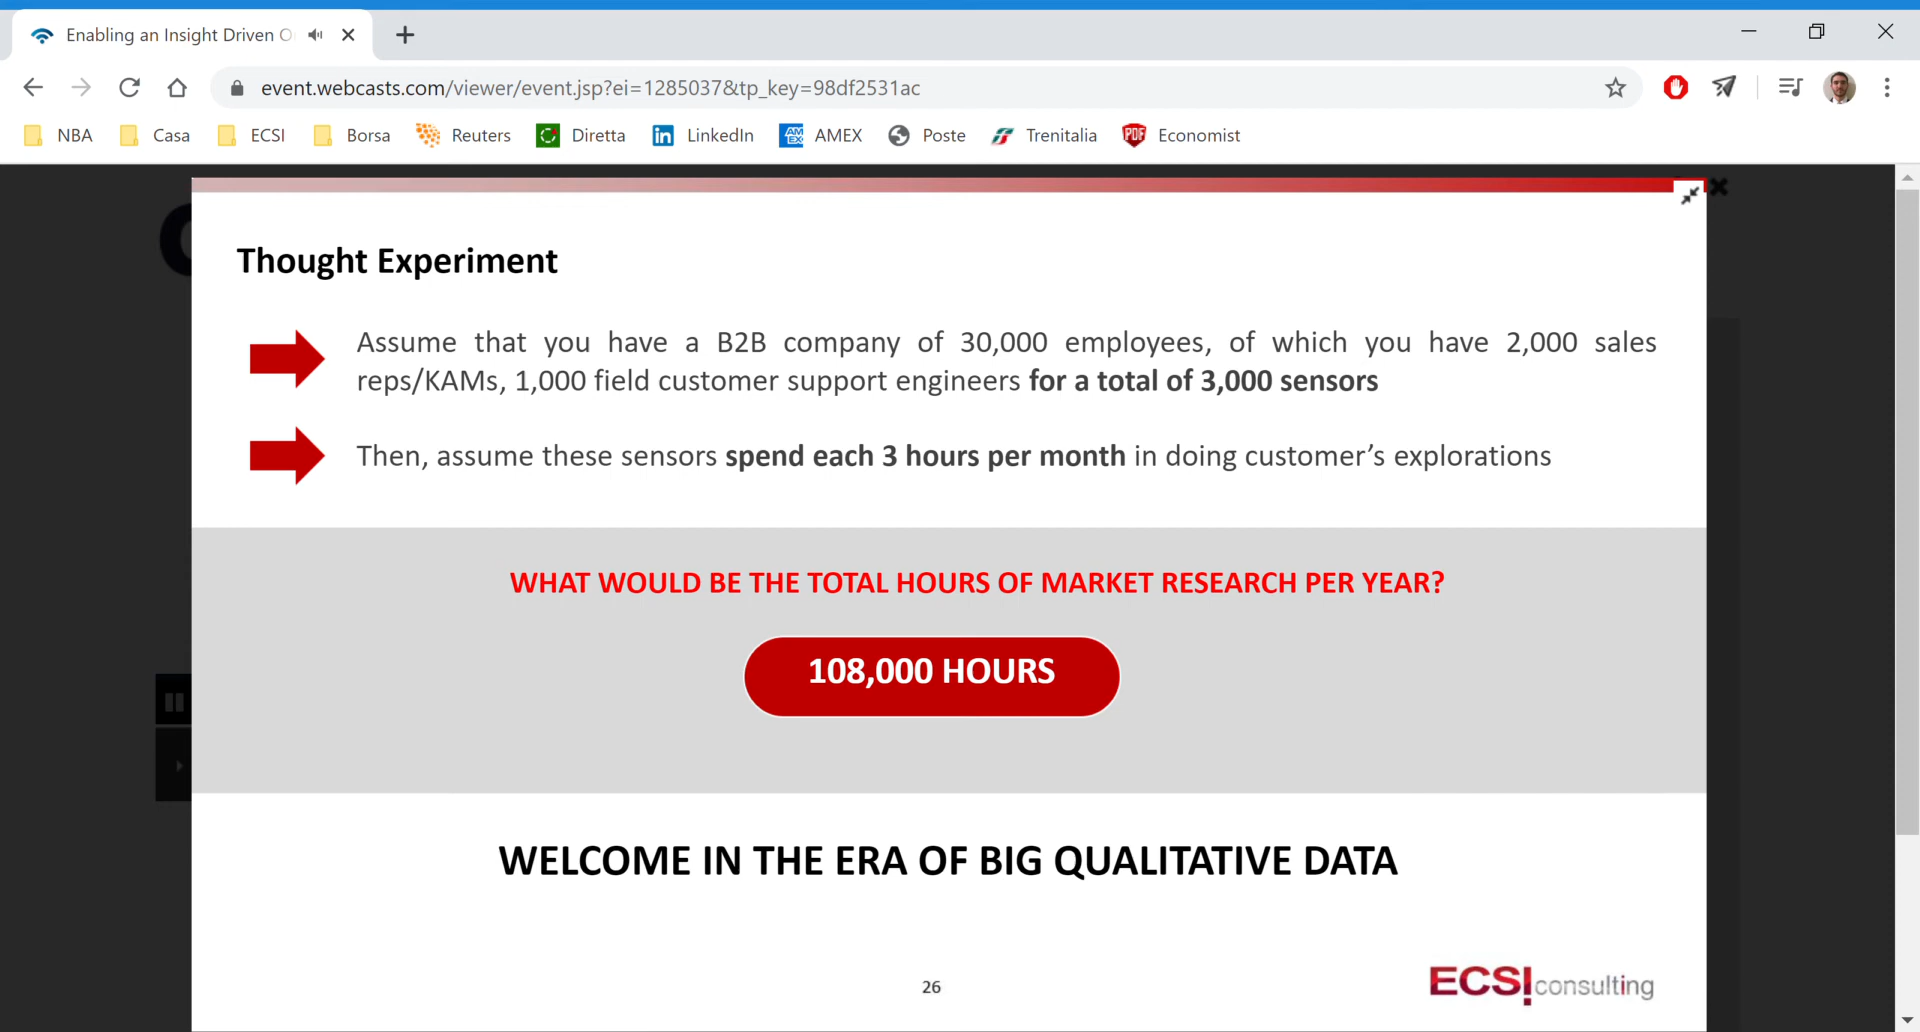 Enabling an Insight Driven O
event.webcasts.com/viewer/event.jsp?ei=1285037&tp_key=98df2531ac
NBA Casa ECSI Borsa Reuters Diretta LinkedIn AMEX Poste Trenitalia Economist
Thought Experiment
Assume that you have a B2B company of 30,000 employees, of which you have 2,000 sales
reps/KAMs, 1,000 field customer support engineers for a total of 3,000 sensors
Then, assume these sensors spend each 3 hours per month in doing customer’s explorations
WHAT WOULD BE THE TOTAL HOURS OF MARKET RESEARCH PER YEAR?
108,000 HOURS
WELCOME IN THE ERA OF BIG QUALITATIVE DATA
26
ECSI consulting